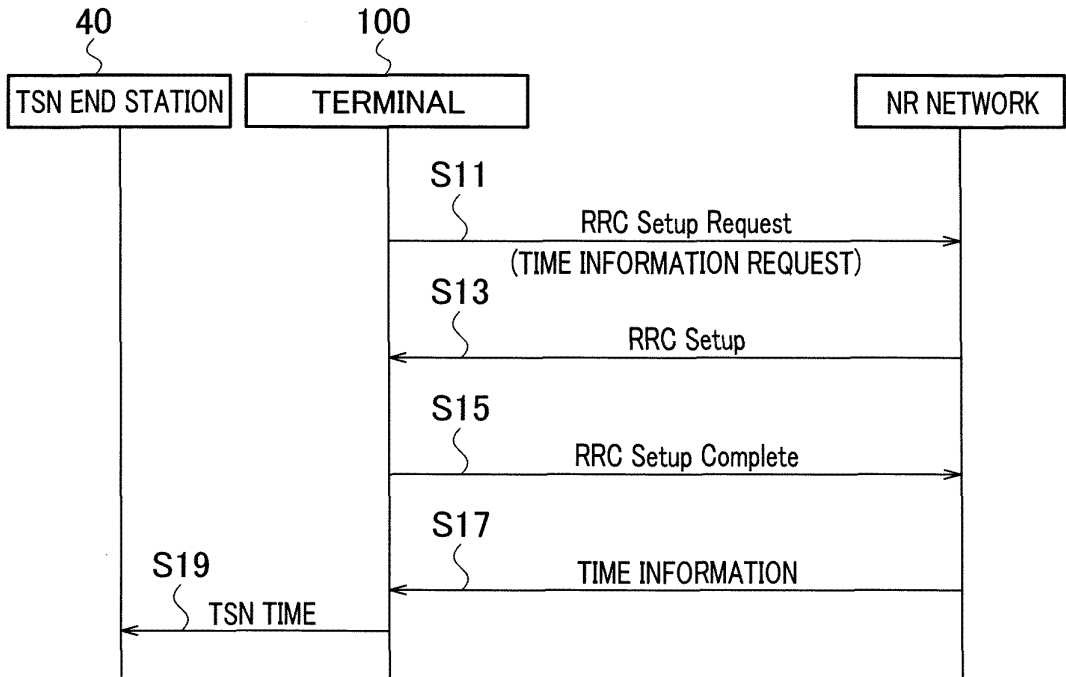 40
100
TSN END STATION
TERMINAL
NR NETWORK
S11
RRC Setup Request
(TIME INFORMATION REQUEST)
S13
RRC Setup
S15
RRC Setup Complete
S17
TIME INFORMATION
S19
TSN TIME